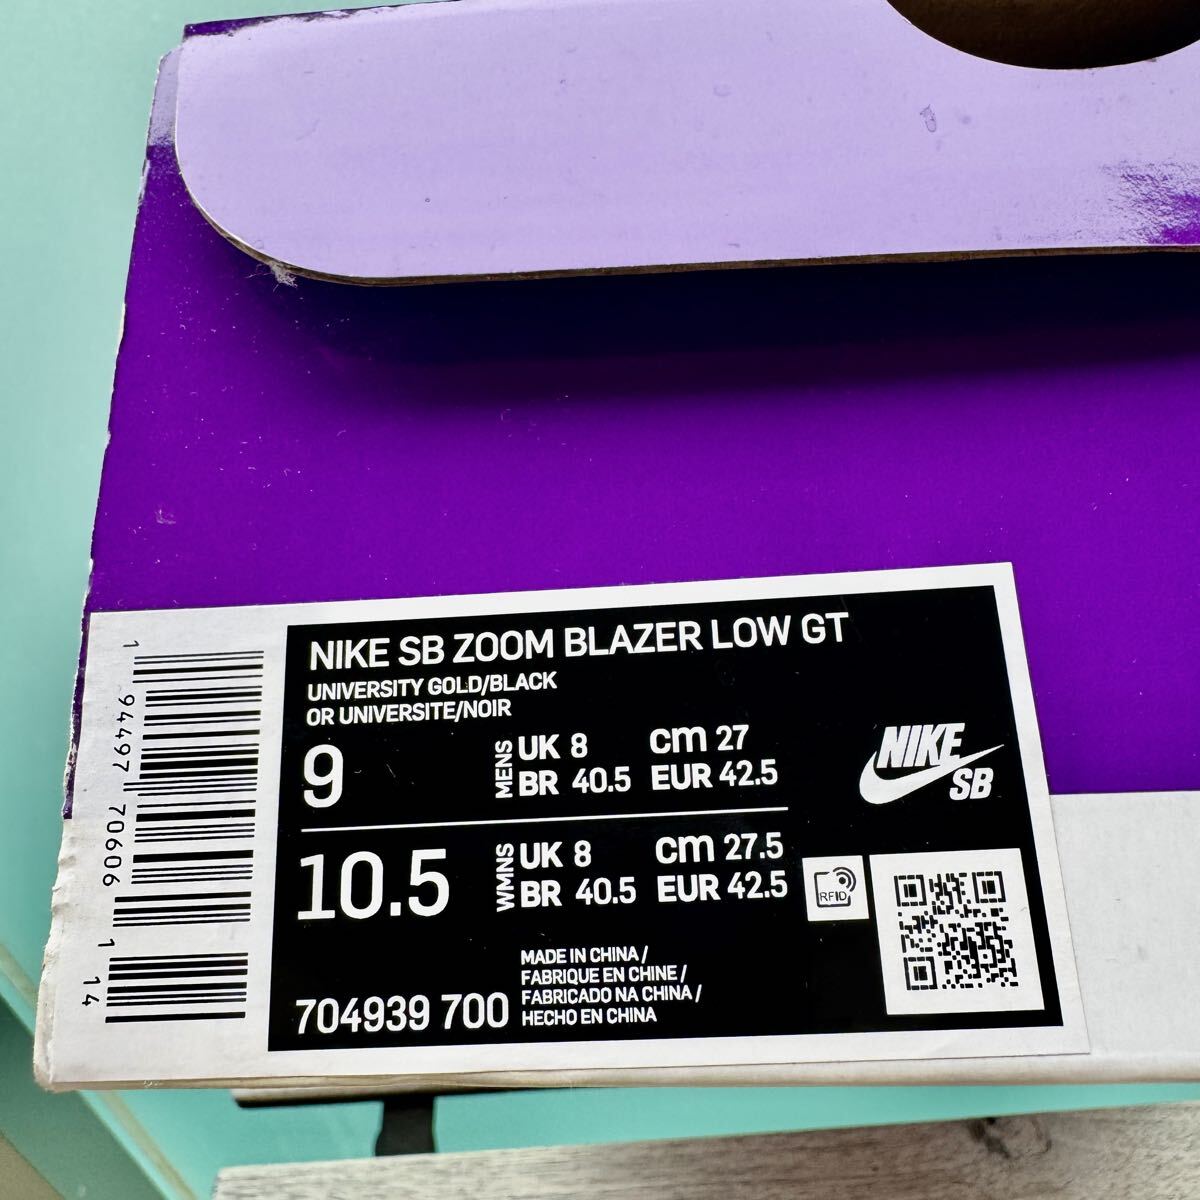 NIKE SB ZOOM BLAZER LOW GT
UNIVERSITY GOLD/BLACK
OR UNIVERSITE/NOIR
9 MENS UK 8 cm 27
BR 40.5 EUR 42.5
10.5 WMNS UK 8 cm 27.5
BR 40.5 EUR 42.5
NIKE
SB
RFID
MADE IN CHINA /
FABRIQUE EN CHINE /
FABRICADO NA CHINA /
HECHO EN CHINA
704939 700
1 94497 70606 1 14